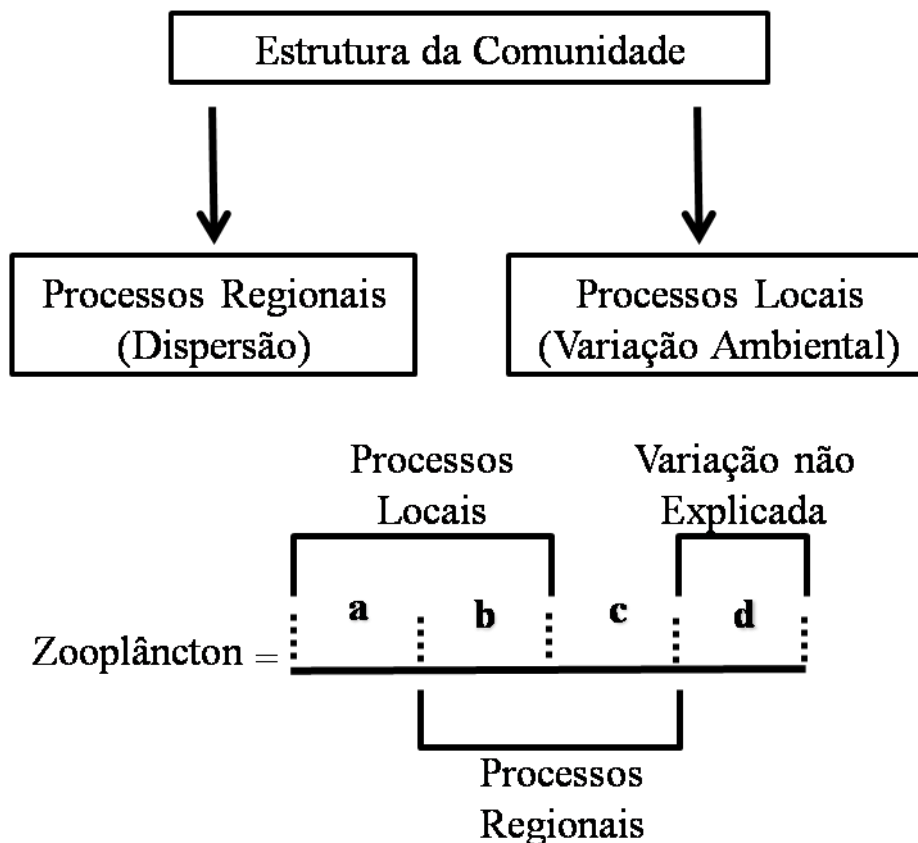 Estrutura da Comunidade
Processos Regionais
(Dispersão)
Processos Locais
(Variação Ambiental)
Processos
Locais
Variação não
Explicada
a b c d
Zooplâncton =
Processos
Regionais